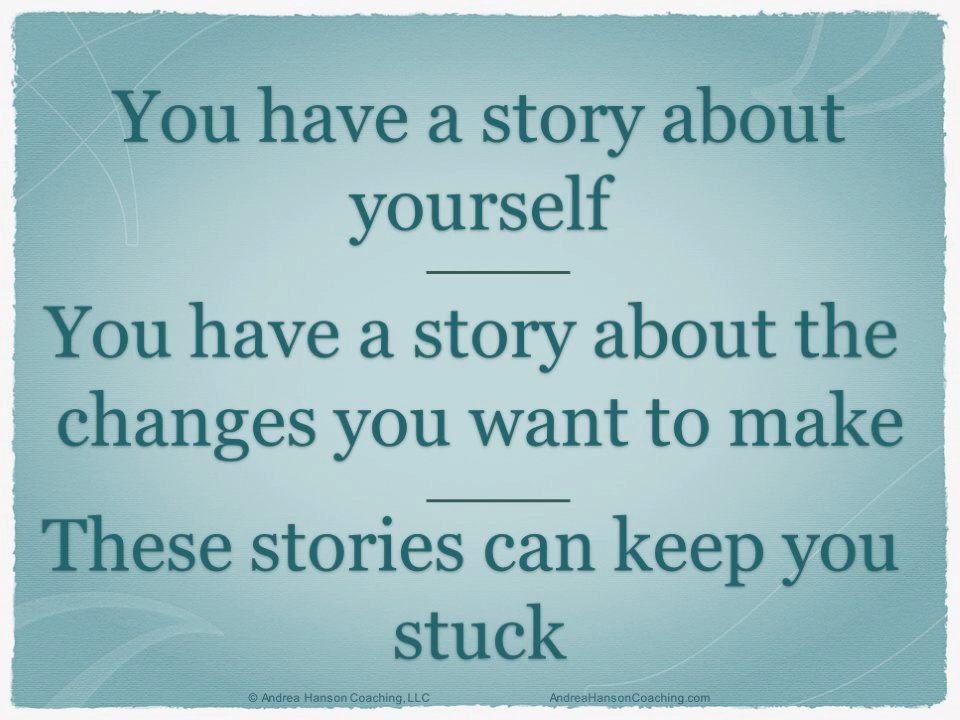 You have a story about
yourself
You have a story about the
changes you want to make
These stories can keep you
stuck
© Andrea Hanson Coaching, LLC AndreaHansonCoaching.com